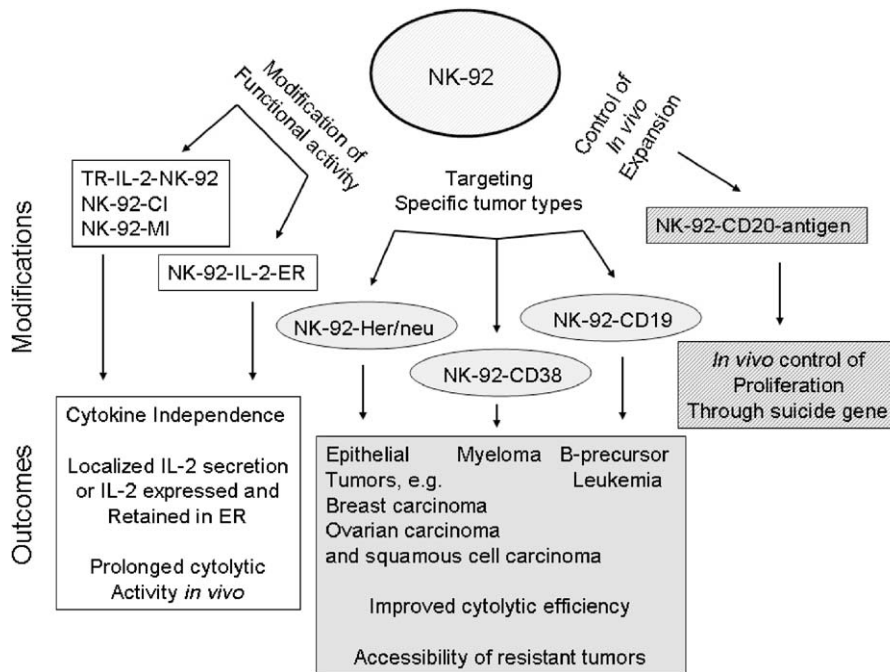 NK-92
Modification of
Functional activity
Control of
In vivo
Expansion
Targeting
Specific tumor types
TR-IL-2-NK-92
NK-92-CI
NK-92-MI
NK-92-IL-2-ER
NK-92-Her/neu
NK-92-CD38
NK-92-CD19
NK-92-CD20-antigen
Modifications
Outcomes
Cytokine Independence
Localized IL-2 secretion
or IL-2 expressed and
Retained in ER
Prolonged cytolytic
Activity in vivo
Epithelial
Tumors, e.g.
Breast carcinoma
Ovarian carcinoma
and squamous cell carcinoma
Myeloma
B-precursor
Leukemia
Improved cytolytic efficiency
Accessibility of resistant tumors
In vivo control of
Proliferation
Through suicide gene